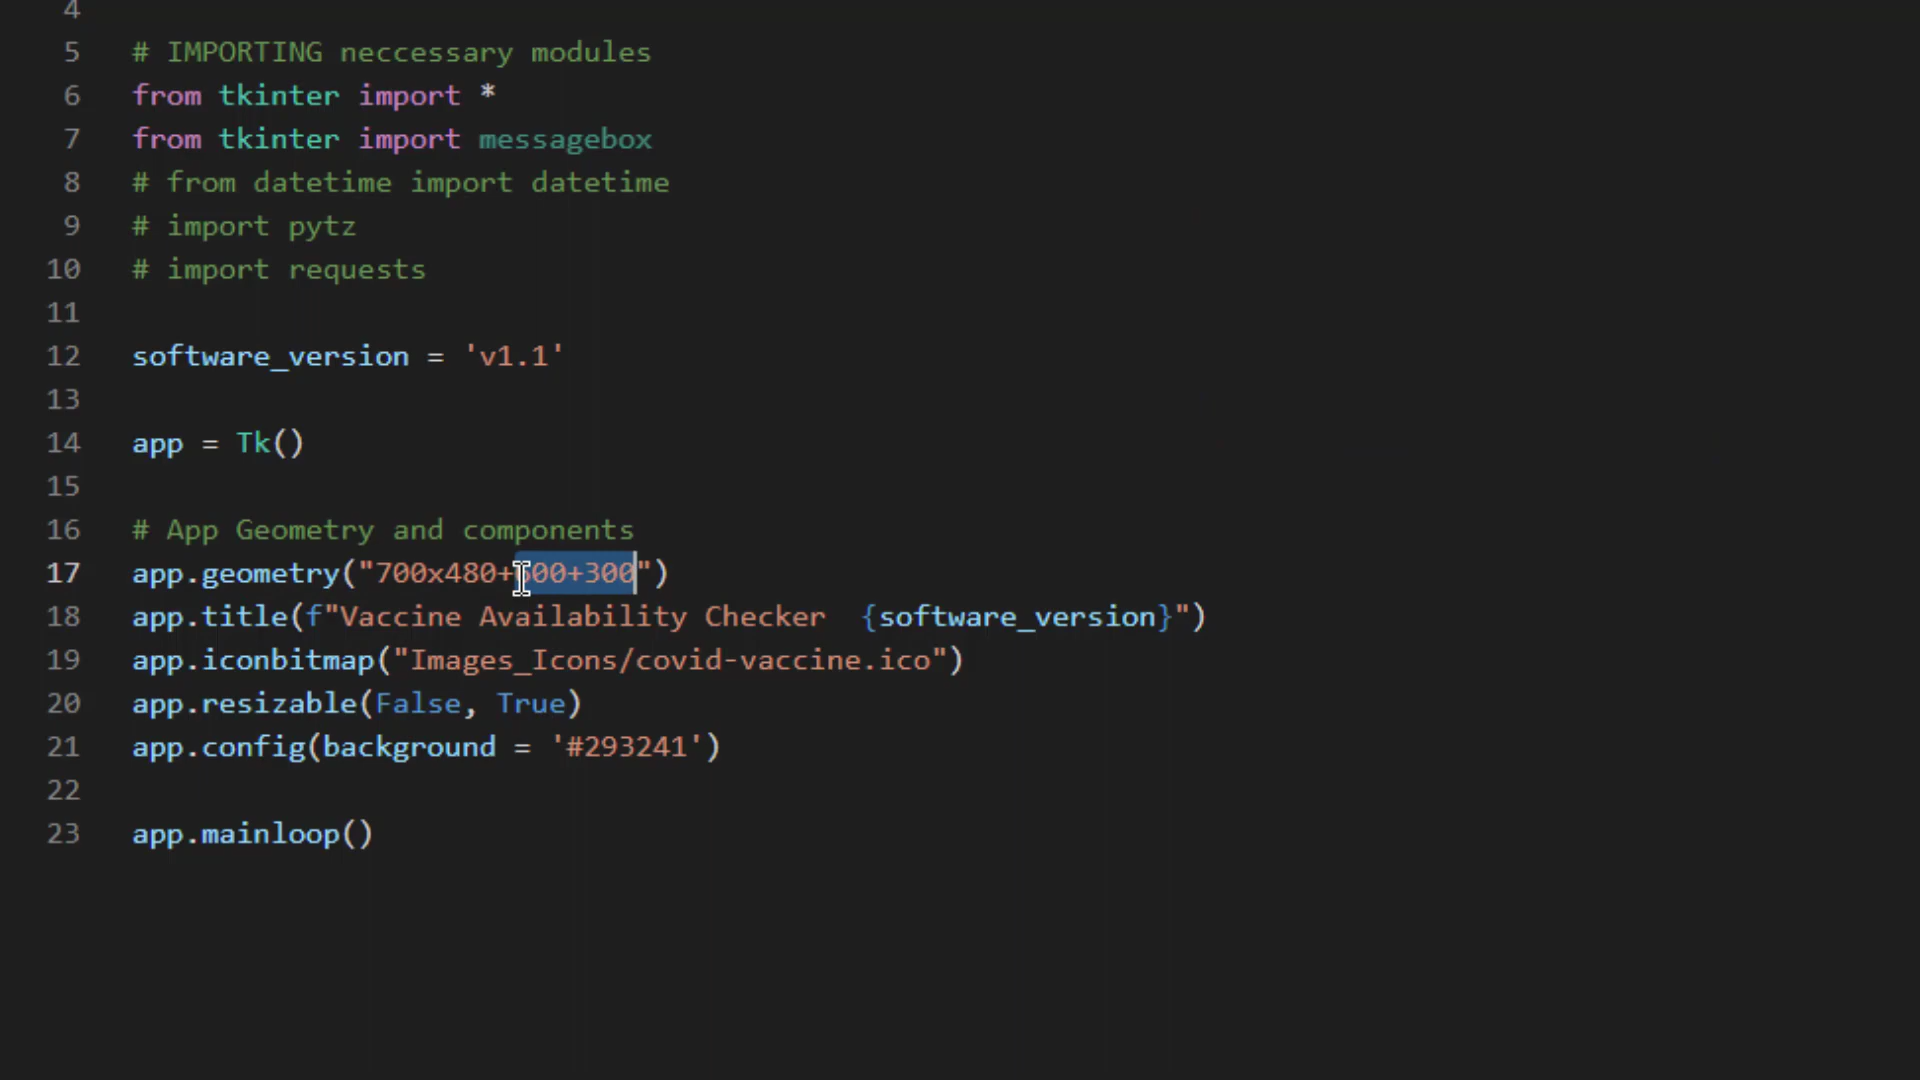 4
5 # IMPORTING neccessary modules
6 from tkinter import *
7 from tkinter import messagebox
8 # from datetime import datetime
9 # import pytz
10 # import requests
11
12 software_version = 'v1.1'
13
14 app = Tk()
15
16 # App Geometry and components
17 app.geometry("700x480+600+300")
18 app.title(f"Vaccine Availability Checker  {software_version}")
19 app.iconbitmap("Images_Icons/covid-vaccine.ico")
20 app.resizable(False, True)
21 app.config(background = '#293241')
22
23 app.mainloop()